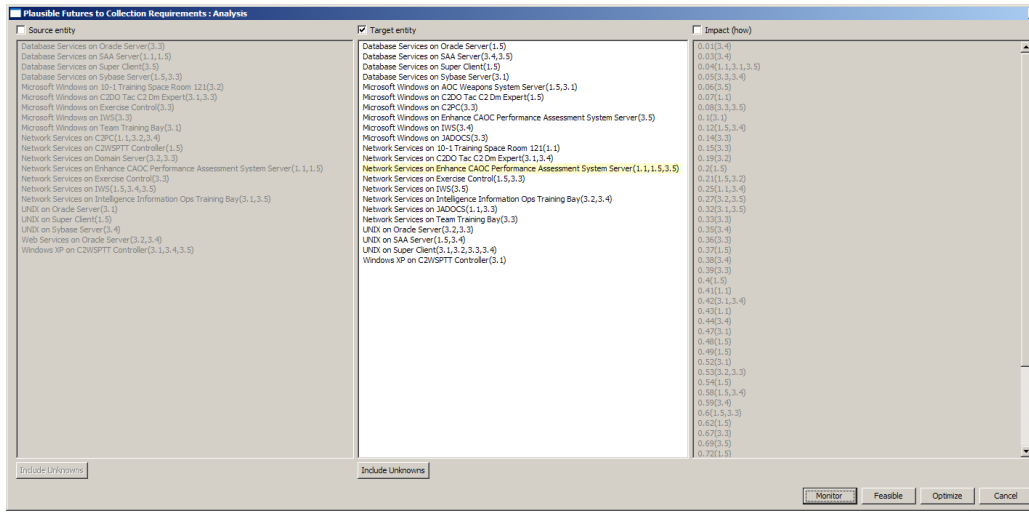 Plausible Futures to Collection Requirements : Analysis
Source entity
Database Services on Oracle Server(3.3)
Database Services on SAA Server(1.1,1.5)
Database Services on Super Client(3.5)
Database Services on Sybase Server(1.5,3.3)
Microsoft Windows on 10-1 Training Space Room 121(3.2)
Microsoft Windows on C2DO Tac C2 Dm Expert(3.1,3.3)
Microsoft Windows on Exercise Control(3.3)
Microsoft Windows on IWS(3.3)
Microsoft Windows on Team Training Bay(3.1)
Network Services on C2PC(1.1,3.2,3.4)
Network Services on C2WSPTT Controller(1.5)
Network Services on Domain Server(3.2,3.3)
Network Services on Enhance CAOC Performance Assessment System Server(1.1,1.5)
Network Services on Exercise Control(3.3)
Network Services on IWS(1.5,3.4,3.5)
Network Services on Intelligence Information Ops Training Bay(3.1,3.5)
UNIX on Oracle Server(3.1)
UNIX on Super Client(1.5)
UNIX on Sybase Server(3.4)
Web Services on Oracle Server(3.2,3.4)
Windows XP on C2WSPTT Controller(3.1,3.4,3.5)
Include Unknowns
Target entity
Database Services on Oracle Server(1.5)
Database Services on SAA Server(3.4,3.5)
Database Services on Super Client(1.5)
Database Services on Sybase Server(3.1)
Microsoft Windows on AOC Weapons System Server(1.5,3.1)
Microsoft Windows on C2DO Tac C2 Dm Expert(1.5)
Microsoft Windows on C2PC(3.3)
Microsoft Windows on Enhance CAOC Performance Assessment System Server(3.5)
Microsoft Windows on IWS(3.4)
Microsoft Windows on JADOCS(3.3)
Network Services on 10-1 Training Space Room 121(1.1)
Network Services on C2DO Tac C2 Dm Expert(3.1,3.4)
Network Services on Enhance CAOC Performance Assessment System Server(1.1,1.5,3.5)
Network Services on Exercise Control(1.5,3.3)
Network Services on IWS(3.5)
Network Services on Intelligence Information Ops Training Bay(3.2,3.4)
Network Services on JADOCS(1.1,3.3)
Network Services on Team Training Bay(3.3)
UNIX on Oracle Server(3.2,3.3)
UNIX on SAA Server(1.5,3.4)
UNIX on Super Client(3.1,3.2,3.3,3.4)
Windows XP on C2WSPTT Controller(3.1)
Include Unknowns
Impact (how)
0.01(3.4)
0.03(3.4)
0.04(1.1,3.1,3.5)
0.05(3.3,3.4)
0.06(3.5)
0.07(1.1)
0.08(3.3,3.5)
0.1(3.1)
0.12(1.5,3.4)
0.14(3.3)
0.15(3.3)
0.19(3.2)
0.2(1.5)
0.21(1.5,3.2)
0.25(1.1,3.4)
0.27(3.2,3.5)
0.32(3.1,3.5)
0.33(3.3)
0.35(3.4)
0.36(3.3)
0.37(1.5)
0.38(3.4)
0.39(3.3)
0.4(1.5)
0.41(1.1)
0.42(3.1,3.4)
0.43(1.1)
0.44(3.4)
0.47(3.1)
0.48(1.5)
0.49(1.5)
0.52(3.1)
0.53(3.2,3.3)
0.54(1.5)
0.58(1.5,3.4)
0.59(3.4)
0.6(1.5,3.3)
0.62(1.5)
0.67(3.3)
0.69(3.5)
0.72(1.5)
Monitor
Feasible
Optimize
Cancel